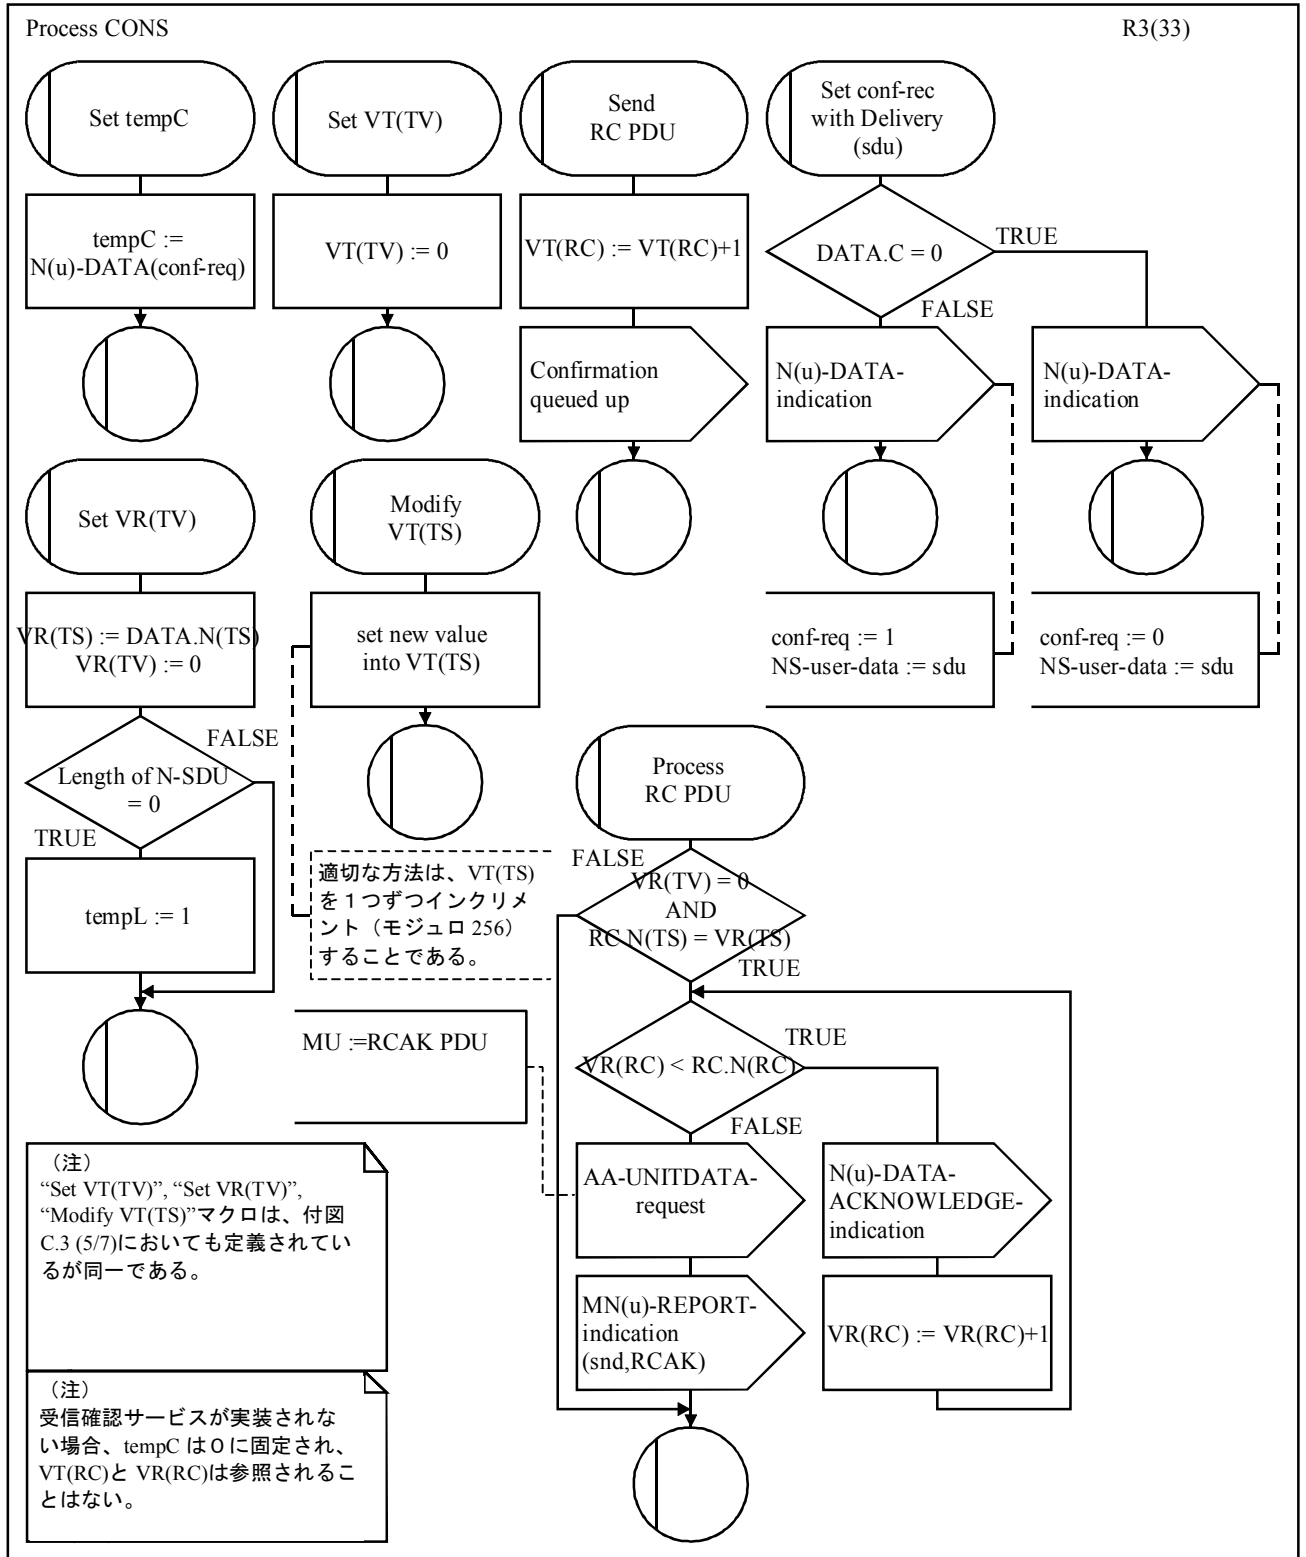 Process CONS
R3(33)
Set tempC
tempC :=
N(u)-DATA(conf-req)
Set VT(TV)
VT(TV) := 0
Send
RC PDU
VT(RC) := VT(RC)+1
Confirmation
queued up
Set conf-rec
with Delivery
(sdu)
DATA.C = 0
TRUE
FALSE
N(u)-DATA-
indication
N(u)-DATA-
indication
conf-req := 1
NS-user-data := sdu
conf-req := 0
NS-user-data := sdu
Set VR(TV)
VR(TS) := DATA.N(TS)
VR(TV) := 0
FALSE
Length of N-SDU
= 0
TRUE
tempL := 1
Modify
VT(TS)
set new value
into VT(TS)
適切な方法は、VT(TS)
を１つずつインクリメ
ント（モジュロ 256）
することである。
Process
RC PDU
FALSE
VR(TV) = 0
AND
RC.N(TS) = VR(TS)
TRUE
VR(RC) < RC.N(RC)
TRUE
FALSE
MU :=RCAK PDU
AA-UNITDATA-
request
MN(u)-REPORT-
indication
(snd,RCAK)
N(u)-DATA-
ACKNOWLEDGE-
indication
VR(RC) := VR(RC)+1
（注）
“Set VT(TV)”, “Set VR(TV)”,
“Modify VT(TS)”マクロは、付図
C.3 (5/7)においても定義されてい
るが同一である。
（注）
受信確認サービスが実装されな
い場合、tempC は０に固定され、
VT(RC)と VR(RC)は参照されるこ
とはない。